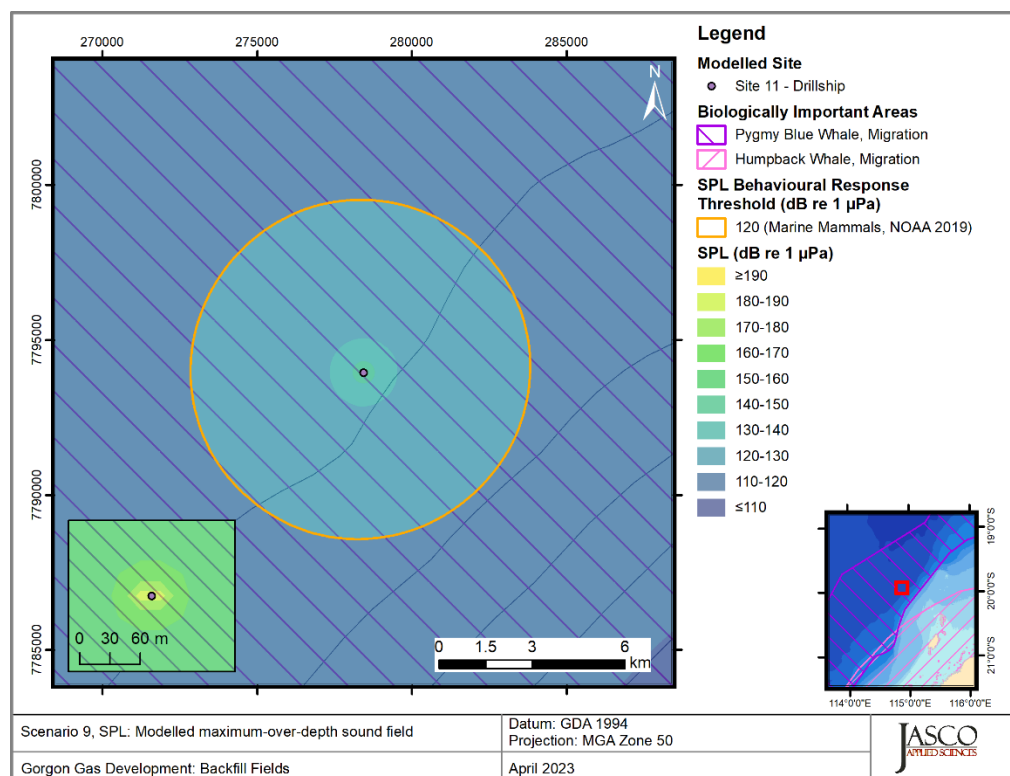 270000
275000
280000
285000
7800000
7795000
7790000
7785000
N
0 30 60 m
0 1.5 3 6
km
Legend
Modelled Site
Site 11 - Drillship
Biologically Important Areas
Pygmy Blue Whale, Migration
Humpback Whale, Migration
SPL Behavioural Response
Threshold (dB re 1 µPa)
120 (Marine Mammals, NOAA 2019)
SPL (dB re 1 µPa)
≥190
180-190
170-180
160-170
150-160
140-150
130-140
120-130
110-120
≤110
19°0'0"S
20°0'0"S
21°0'0"S
114°0'0"E 115°0'0"E 116°0'0"E
Scenario 9, SPL: Modelled maximum-over-depth sound field
Datum: GDA 1994
Projection: MGA Zone 50
Gorgon Gas Development: Backfill Fields
April 2023
JASCO
APPLIED SCIENCES